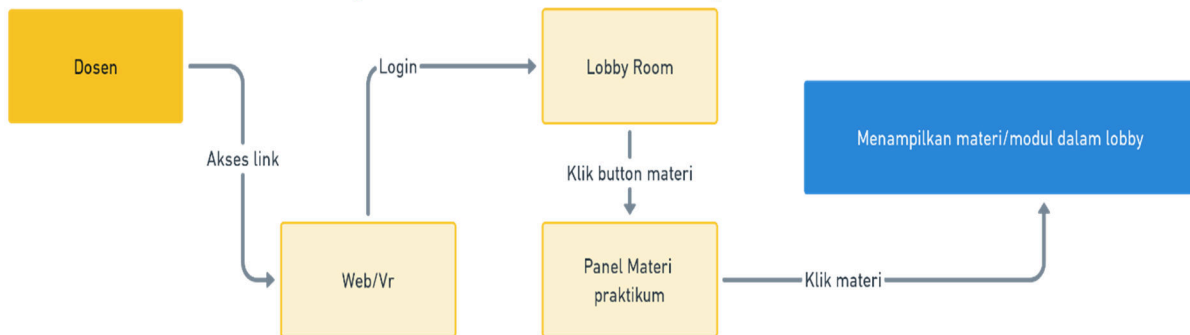 Dosen
Akses link
Web/Vr
Login
Lobby Room
Klik button materi
Panel Materi
praktikum
Klik materi
Menampilkan materi/modul dalam lobby